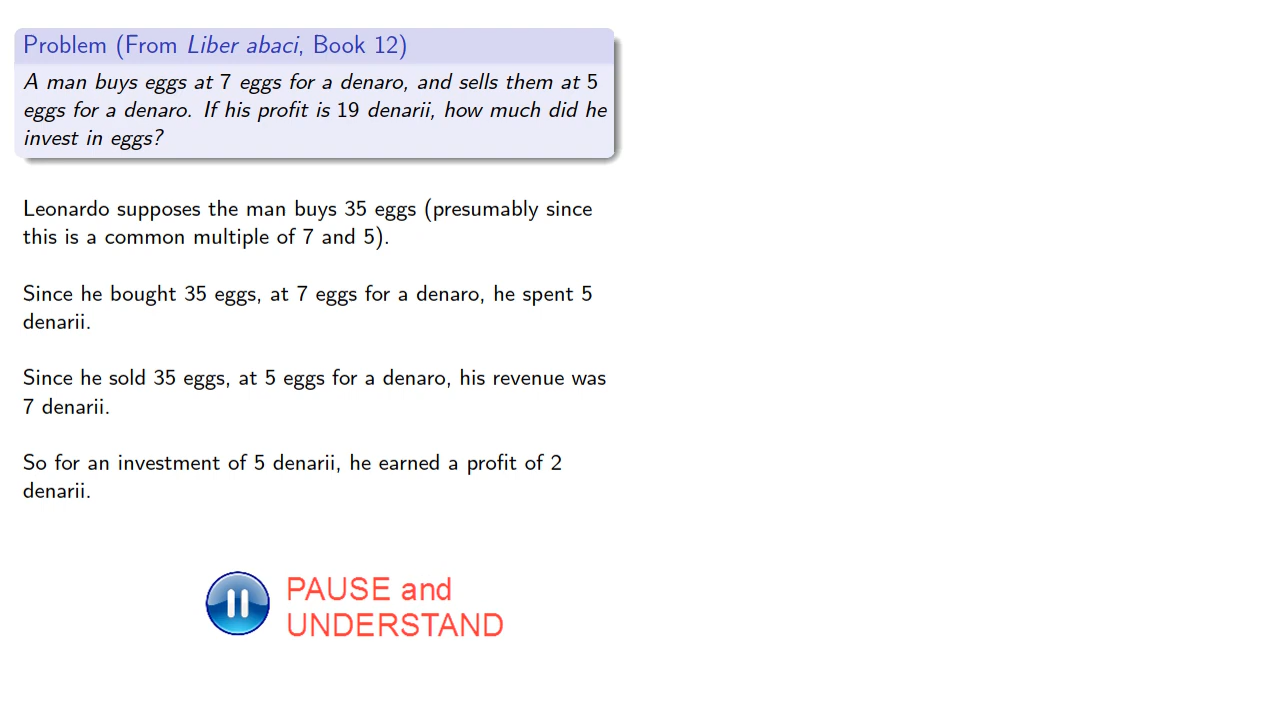 Problem (From Liber abaci, Book 12)
A man buys eggs at 7 eggs for a denaro, and sells them at 5
eggs for a denaro. If his profit is 19 denarii, how much did he
invest in eggs?
Leonardo supposes the man buys 35 eggs (presumably since
this is a common multiple of 7 and 5).
Since he bought 35 eggs, at 7 eggs for a denaro, he spent 5
denarii.
Since he sold 35 eggs, at 5 eggs for a denaro, his revenue was
7 denarii.
So for an investment of 5 denarii, he earned a profit of 2
denarii.
PAUSE and
UNDERSTAND